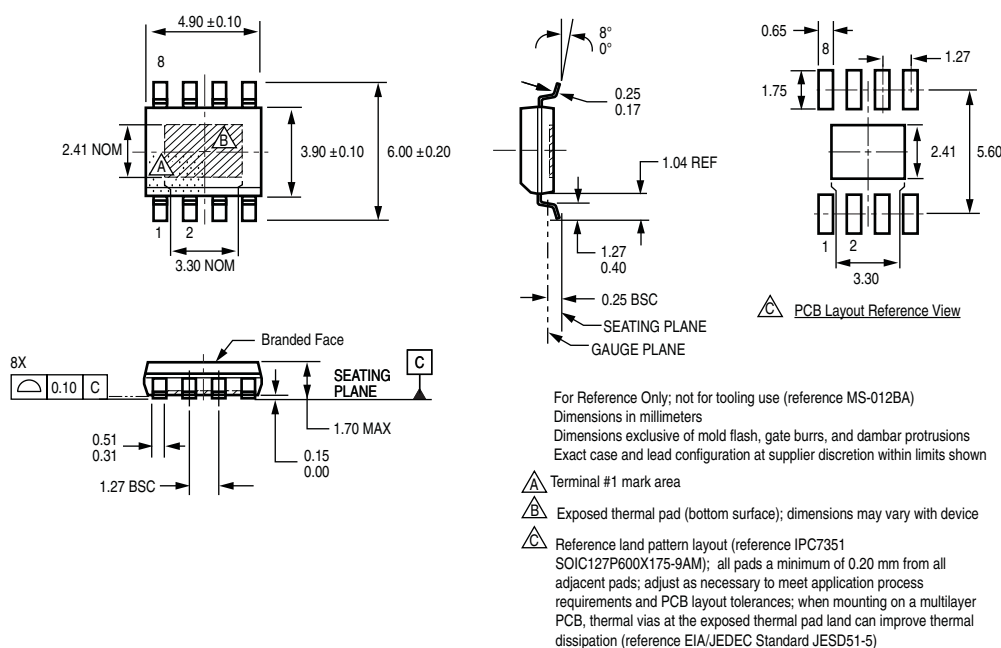 4.90 ±0.10
8
2.41 NOM
A
B
3.90 ±0.10
6.00 ±0.20
1 2
3.30 NOM
8°
0°
0.25
0.17
1.04 REF
1.27
0.40
0.25 BSC
SEATING PLANE
GAUGE PLANE
0.65
8
1.27
1.75
2.41
5.60
1 2
3.30
C PCB Layout Reference View
Branded Face
8X
0.10 C
SEATING
PLANE
C
1.70 MAX
0.51
0.31
0.15
0.00
1.27 BSC
For Reference Only; not for tooling use (reference MS-012BA)
Dimensions in millimeters
Dimensions exclusive of mold flash, gate burrs, and dambar protrusions
Exact case and lead configuration at supplier discretion within limits shown
A Terminal #1 mark area
B Exposed thermal pad (bottom surface); dimensions may vary with device
C Reference land pattern layout (reference IPC7351
SOIC127P600X175-9AM); all pads a minimum of 0.20 mm from all
adjacent pads; adjust as necessary to meet application process
requirements and PCB layout tolerances; when mounting on a multilayer
PCB, thermal vias at the exposed thermal pad land can improve thermal
dissipation (reference EIA/JEDEC Standard JESD51-5)